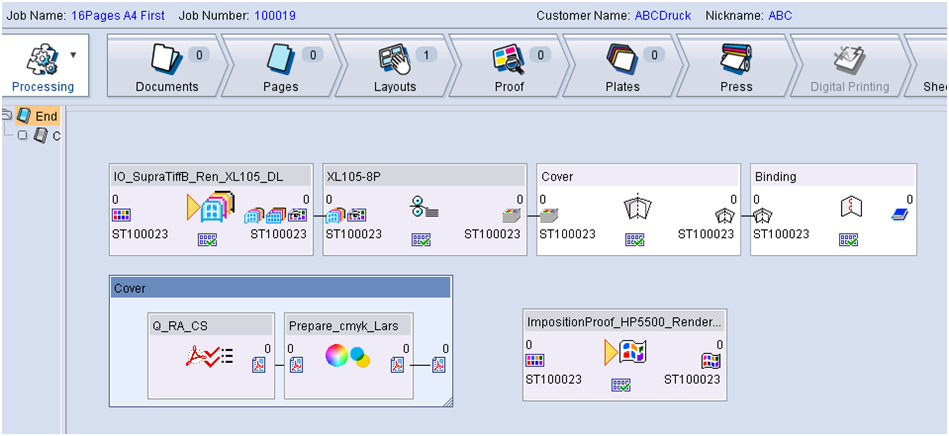 Job Name: 16Pages A4 First Job Number: 100019 Customer Name: ABCDruck Nickname: ABC
Processing
0 0 1 0 0
Documents Pages Layouts Proof Plates Press Digital Printing Shee
End
C
IO_SupraTiffB_Ren_XL105_DL XL105-8P Cover Binding
0 0 0 0 0 0 0 0
ST100023 ST100023 ST100023 ST100023 ST100023 ST100023 ST100023
Cover
Q_RA_CS Prepare_cmyk_Lars
0 0 0 0
ImpositionProof_HP5500_Render...
0 0
ST100023 ST100023